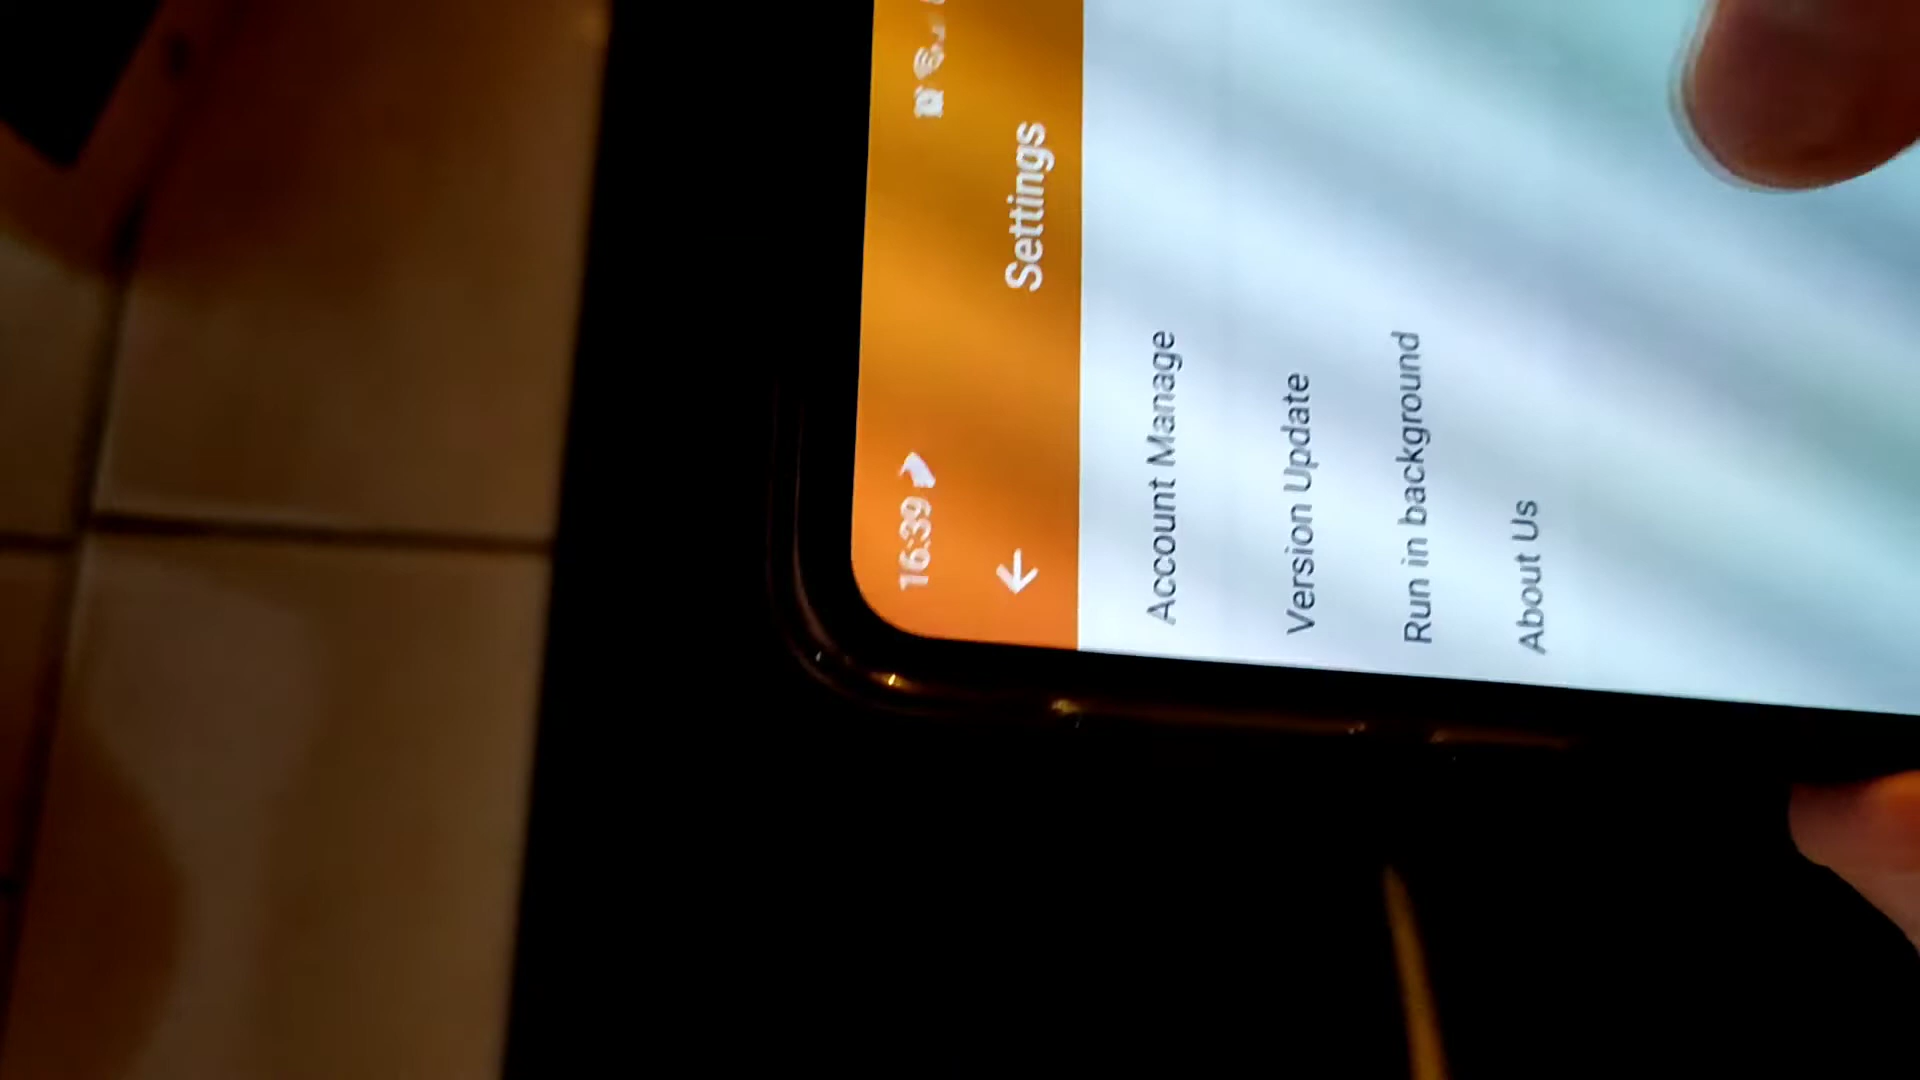 16:39
Settings
Account Manage
Version Update
Run in background
About Us